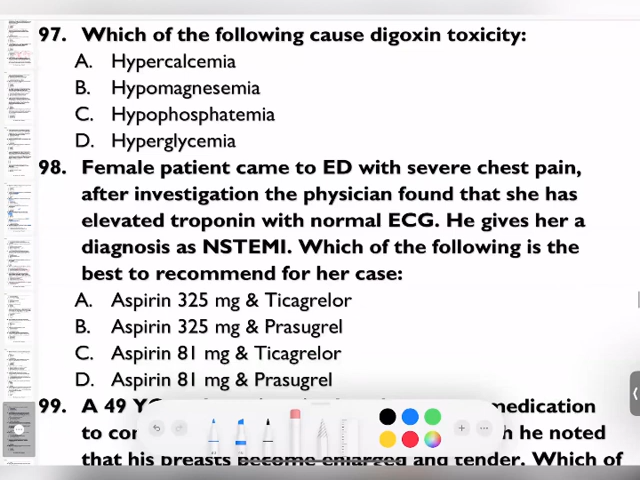 97. Which of the following cause digoxin toxicity:
A. Hypercalcemia
B. Hypomagnesemia
C. Hypophosphatemia
D. Hyperglycemia
98. Female patient came to ED with severe chest pain,
after investigation the physician found that she has
elevated troponin with normal ECG. He gives her a
diagnosis as NSTEMI. Which of the following is the
best to recommend for her case:
A. Aspirin 325 mg & Ticagrelor
B. Aspirin 325 mg & Prasugrel
C. Aspirin 81 mg & Ticagrelor
D. Aspirin 81 mg & Prasugrel
99. A 49 medication
to he noted
that his breasts become enlarged and tender. Which of